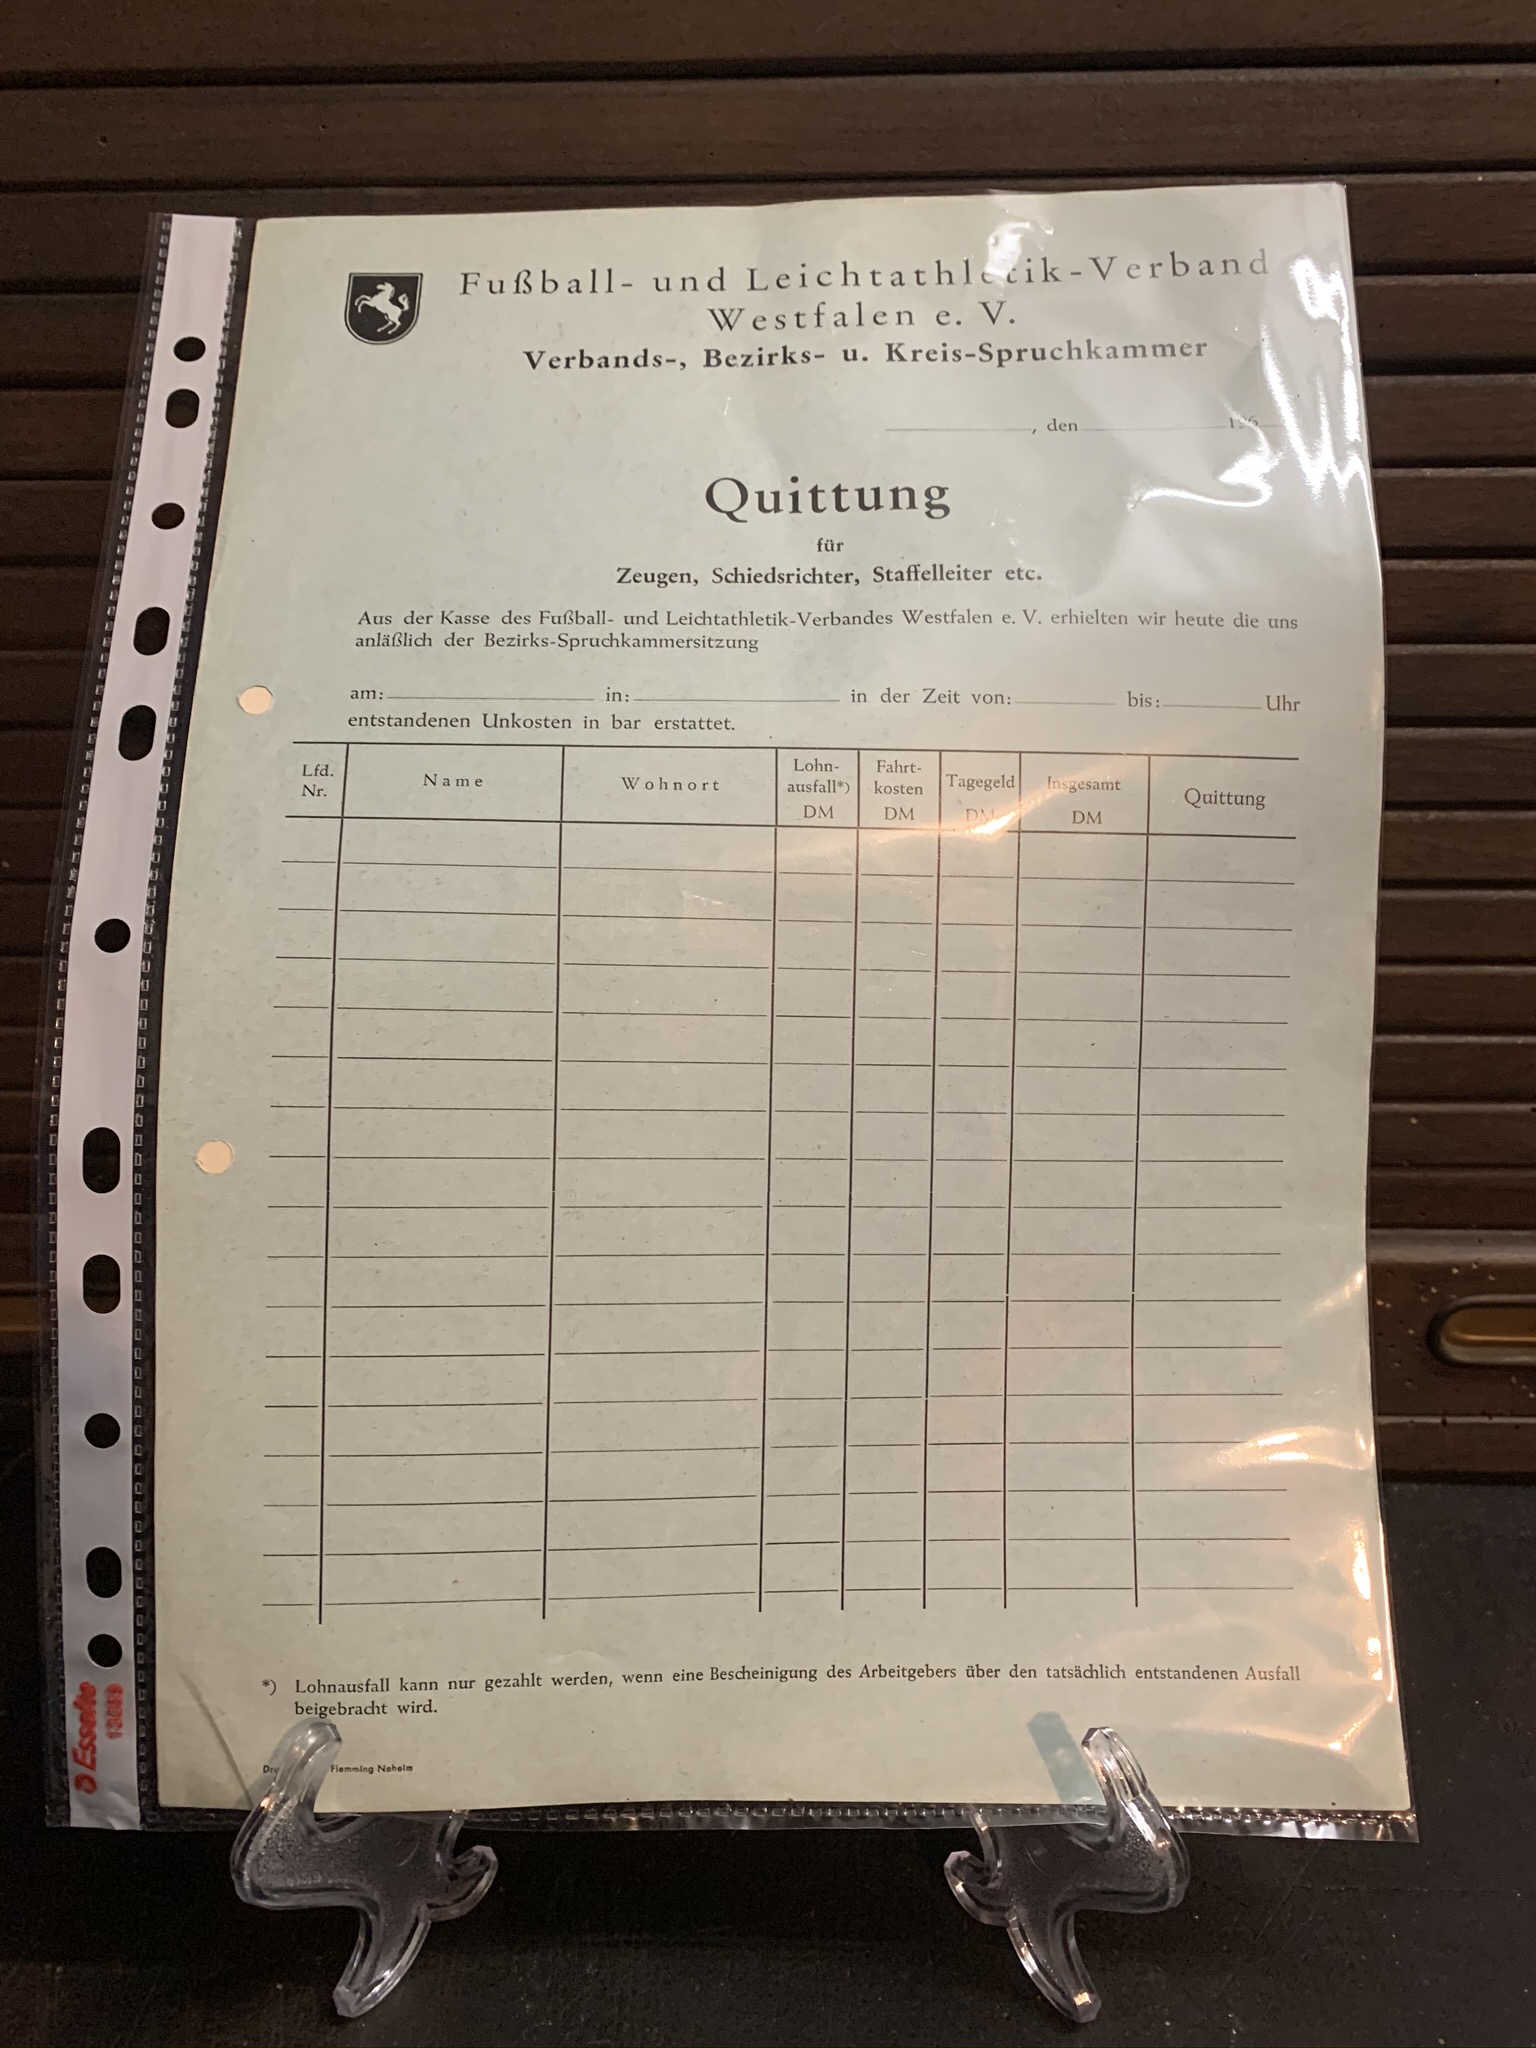 Fußball- und Leichtathletik-Verband
Westfalen e. V.
Verbands-, Bezirks- u. Kreis-Spruchkammer
, den 196
Quittung
für
Zeugen, Schiedsrichter, Staffelleiter etc.
Aus der Kasse des Fußball- und Leichtathletik-Verbandes Westfalen e. V. erhielten wir heute die uns
anläßlich der Bezirks-Spruchkammersitzung
am: in: in der Zeit von: bis: Uhr
entstandenen Unkosten in bar erstattet.
Lfd. Nr.
Name
Wohnort
Lohn-
ausfall*)
DM
Fahrt-
kosten
DM
Tagegeld
DM
Insgesamt
DM
Quittung
*) Lohnausfall kann nur gezahlt werden, wenn eine Bescheinigung des Arbeitgebers über den tatsächlich entstandenen Ausfall
beigebracht wird.
Flemming Neheim
Esselte